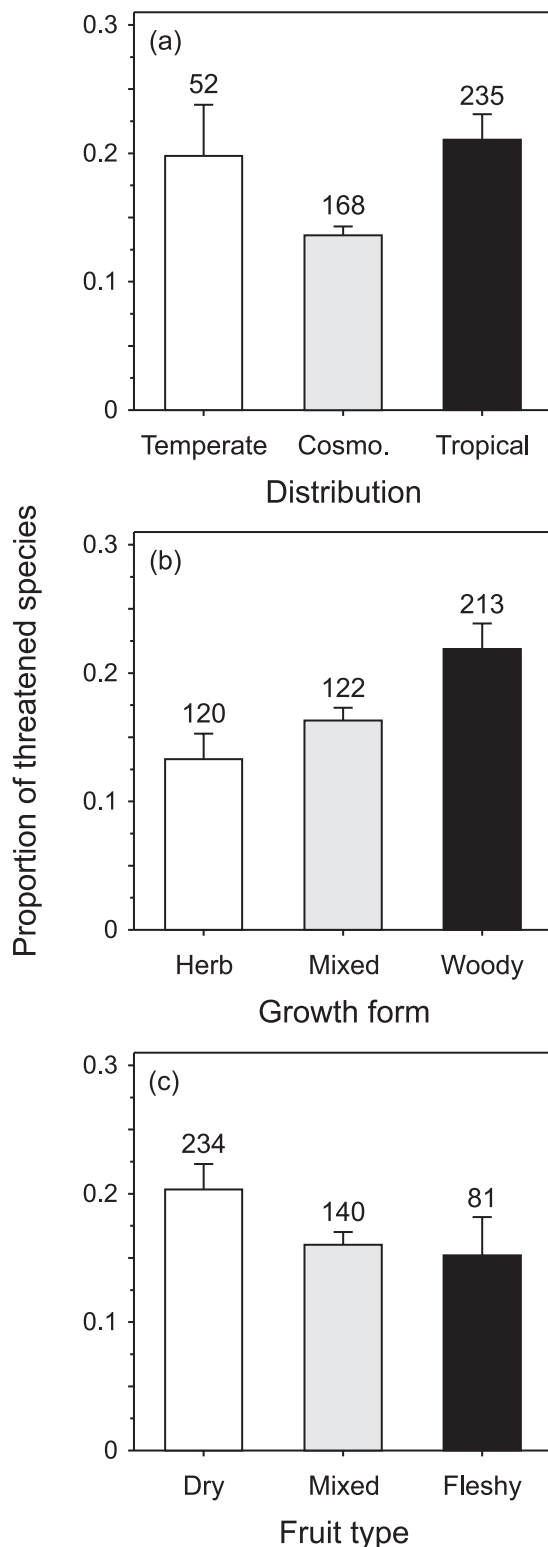 Proportion of threatened species
(a)
0.3
0.2
0.1
0
52
168
235
Temperate Cosmo. Tropical
Distribution
(b)
0.3
0.2
0.1
0
120
122
213
Herb Mixed Woody
Growth form
(c)
0.3
0.2
0.1
0
234
140
81
Dry Mixed Fleshy
Fruit type